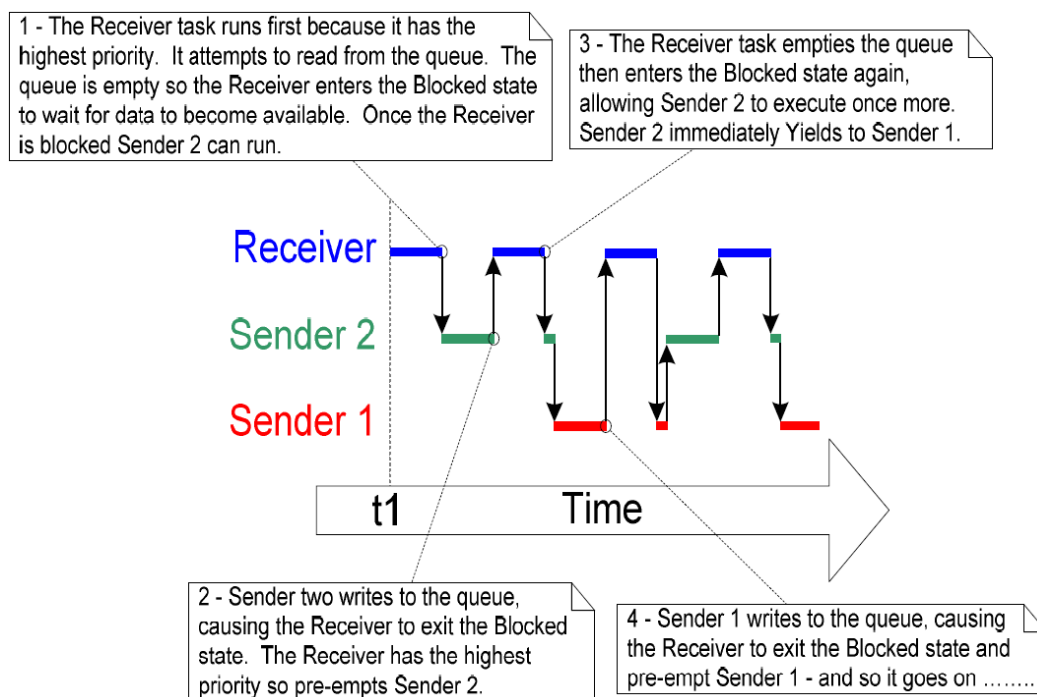 1 - The Receiver task runs first because it has the
highest priority.  It attempts to read from the queue.  The
queue is empty so the Receiver enters the Blocked state
to wait for data to become available.  Once the Receiver
is blocked Sender 2 can run.
3 - The Receiver task empties the queue
then enters the Blocked state again,
allowing Sender 2 to execute once more.
Sender 2 immediately Yields to Sender 1.
Receiver
Sender 2
Sender 1
t1
Time
2 - Sender two writes to the queue,
causing the Receiver to exit the Blocked
state.  The Receiver has the highest
priority so pre-empts Sender 2.
4 - Sender 1 writes to the queue, causing
the Receiver to exit the Blocked state and
pre-empt Sender 1 - and so it goes on ........